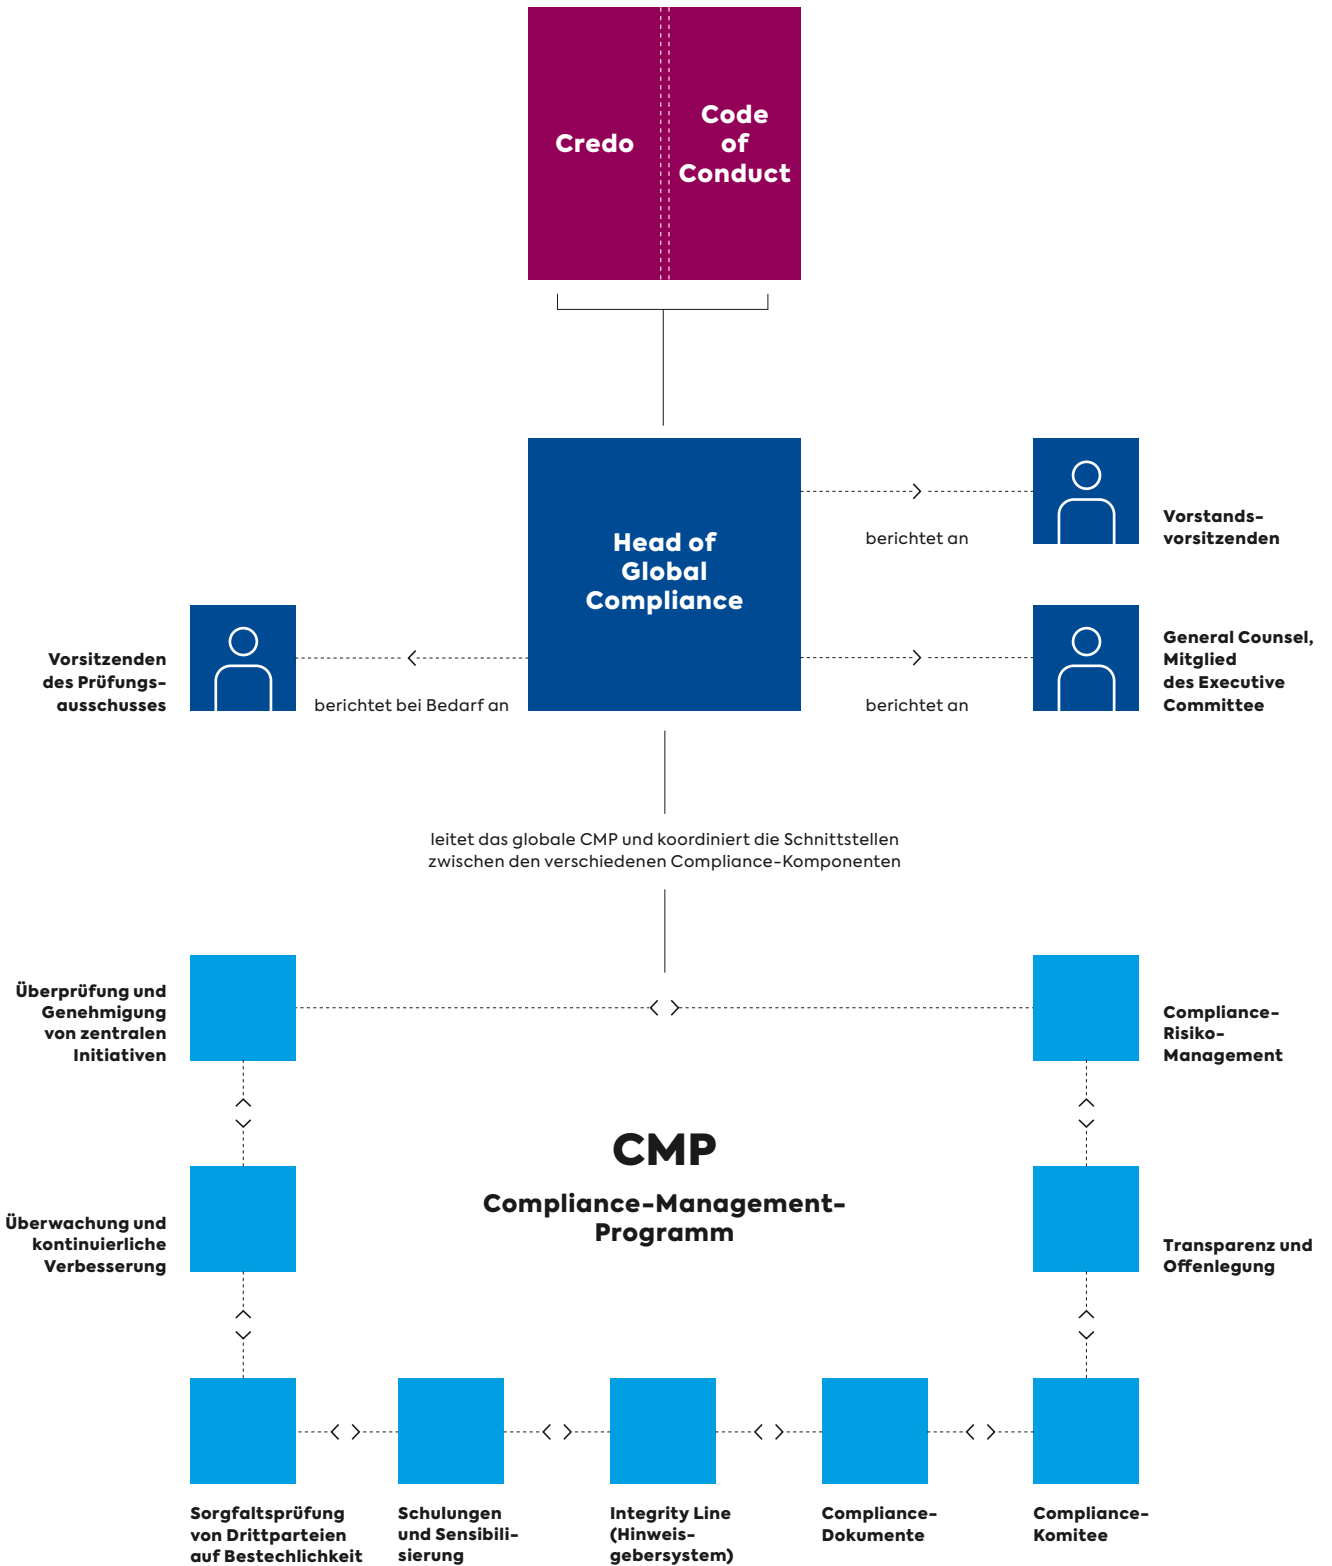 Credo
Code
of
Conduct
Head of
Global
Compliance
berichtet an
Vorstands-
vorsitzenden
Vorsitzenden
des Prüfungs-
ausschusses
berichtet bei Bedarf an
berichtet an
General Counsel,
Mitglied
des Executive
Committee
leitet das globale CMP und koordiniert die Schnittstellen
zwischen den verschiedenen Compliance-Komponenten
Überprüfung und
Genehmigung
von zentralen
Initiativen
Compliance-
Risiko-
Management
CMP
Compliance-Management-
Programm
Überwachung und
kontinuierliche
Verbesserung
Transparenz und
Offenlegung
Sorgfaltsprüfung
von Drittparteien
auf Bestechlichkeit
Schulungen
und Sensibili-
sierung
Integrity Line
(Hinweis-
gebersystem)
Compliance-
Dokumente
Compliance-
Komitee